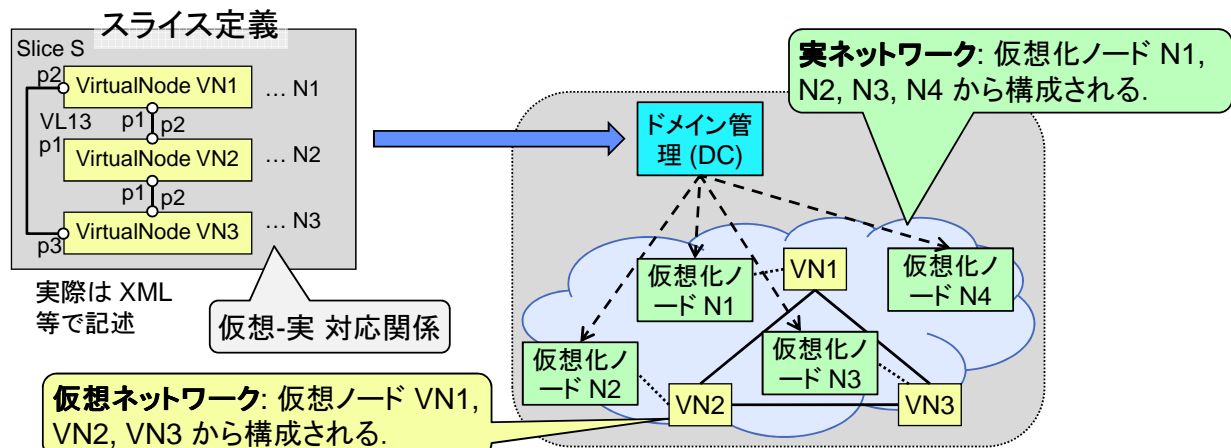 スライス定義
Slice S
p2
VirtualNode VN1
… N1
p1
p2
VL13
p1
VirtualNode VN2
… N2
p1
p2
VirtualNode VN3
… N3
p3
実際は XML
等で記述
仮想-実 対応関係
実ネットワーク: 仮想化ノード N1,
N2, N3, N4 から構成される.
ドメイン管
理 (DC)
仮想化ノ
ード N1
VN1
仮想化ノ
ード N4
仮想化ノ
ード N2
仮想化ノ
ード N3
VN2
VN3
仮想ネットワーク: 仮想ノード VN1,
VN2, VN3 から構成される.